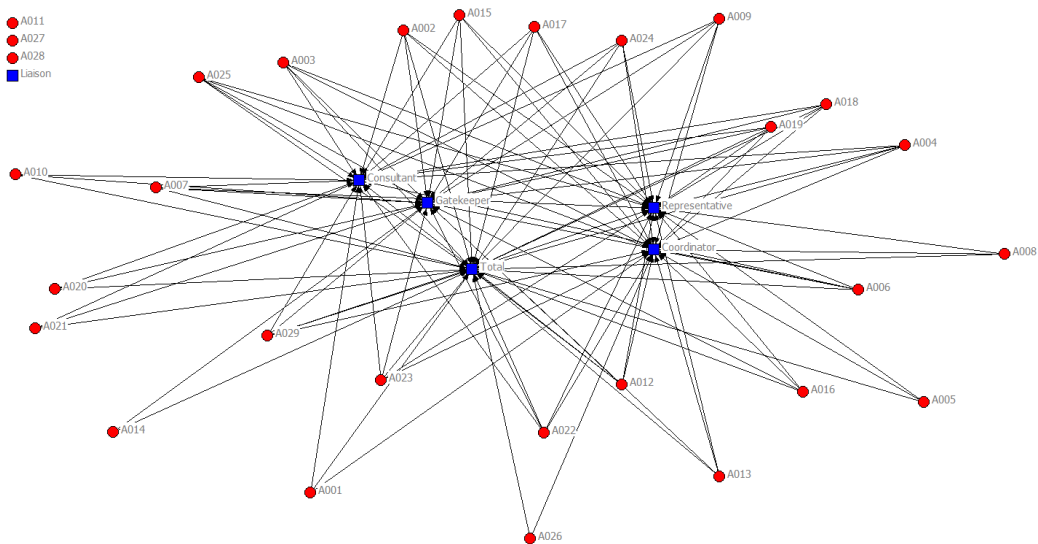 A011
A027
A028
Liaison
A015
A009
A002
A017
A024
A003
A025
A018
A019
A004
A010
Consultant
A007
Gatekeeper
Representative
Coordinator
A008
Total
A020
A006
A021
A029
A023
A012
A016
A005
A014
A022
A013
A001
A026